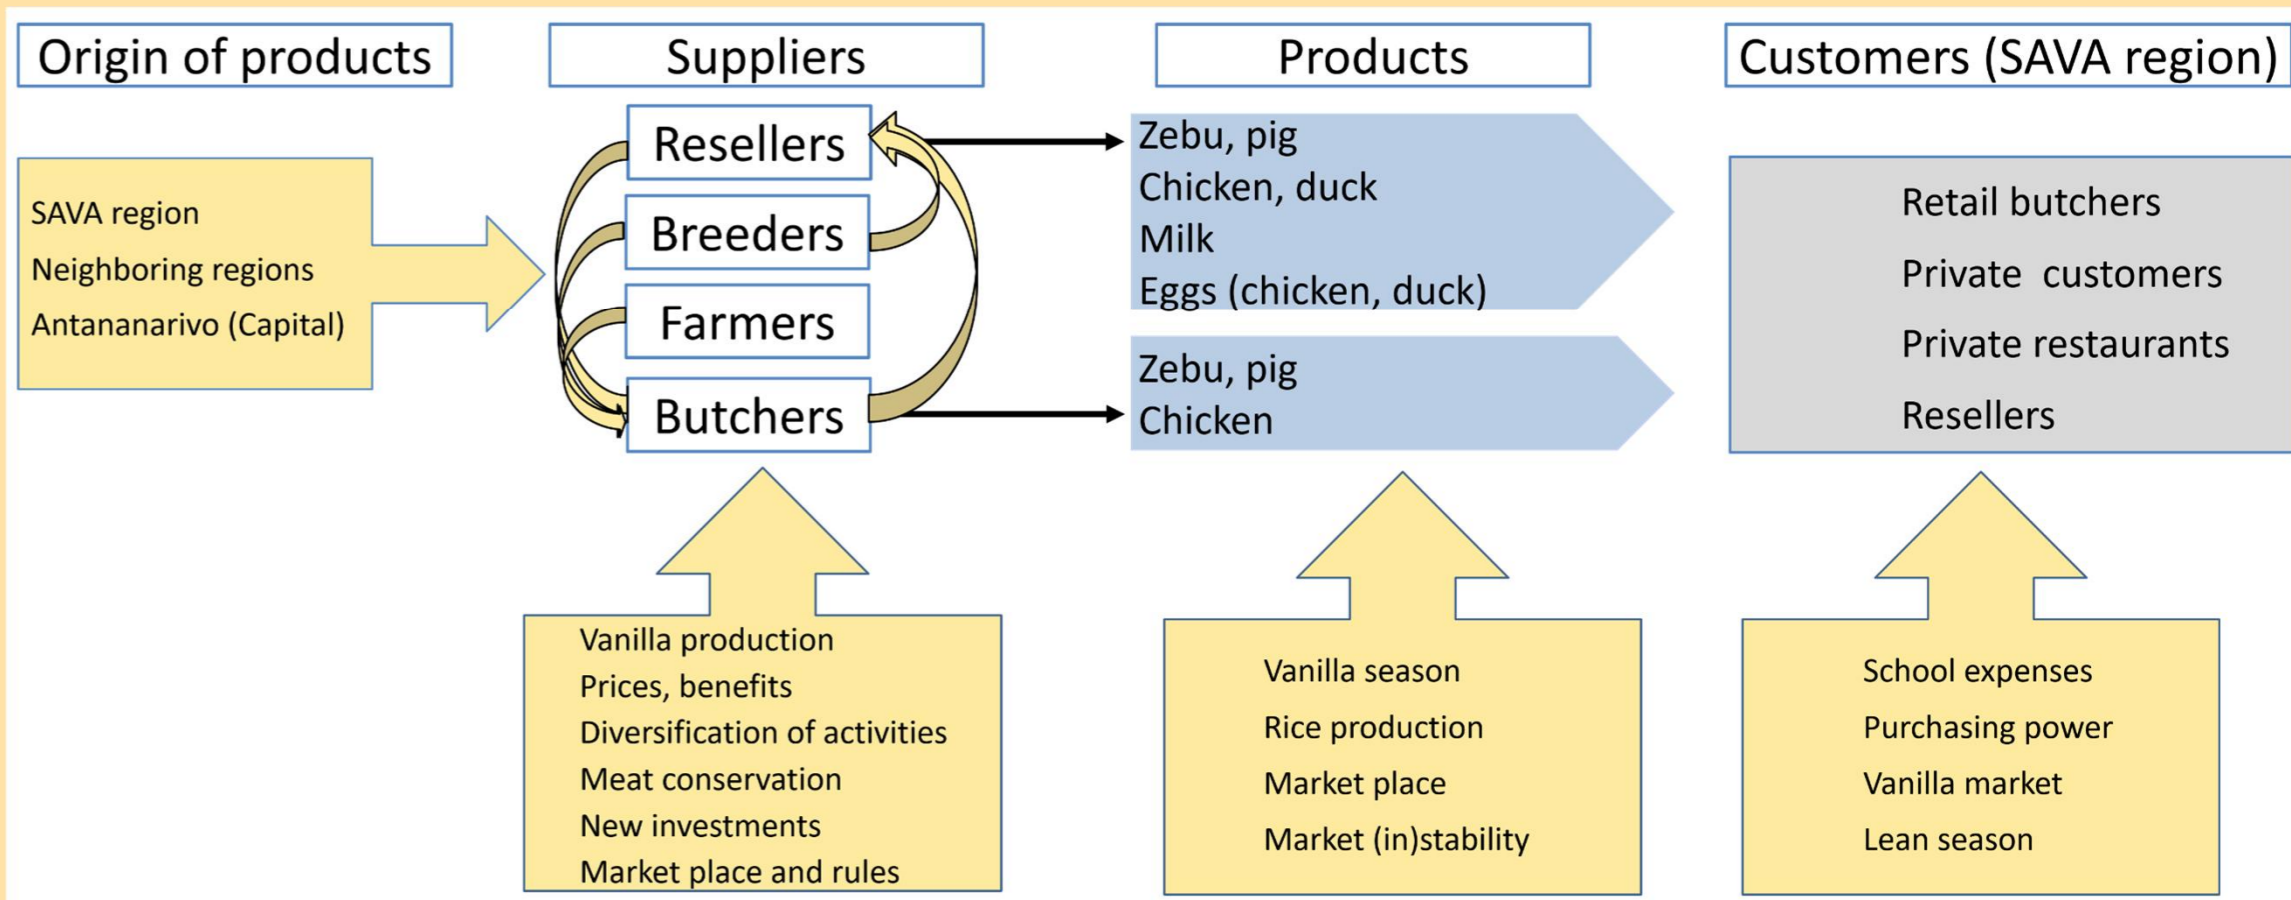 Origin of products
Suppliers
Products
Customers (SAVA region)
SAVA region
Neighboring regions
Antananarivo (Capital)
Resellers
Breeders
Farmers
Butchers
Zebu, pig
Chicken, duck
Milk
Eggs (chicken, duck)
Zebu, pig
Chicken
Retail butchers
Private customers
Private restaurants
Resellers
Vanilla production
Prices, benefits
Diversification of activities
Meat conservation
New investments
Market place and rules
Vanilla season
Rice production
Market place
Market (in)stability
School expenses
Purchasing power
Vanilla market
Lean season